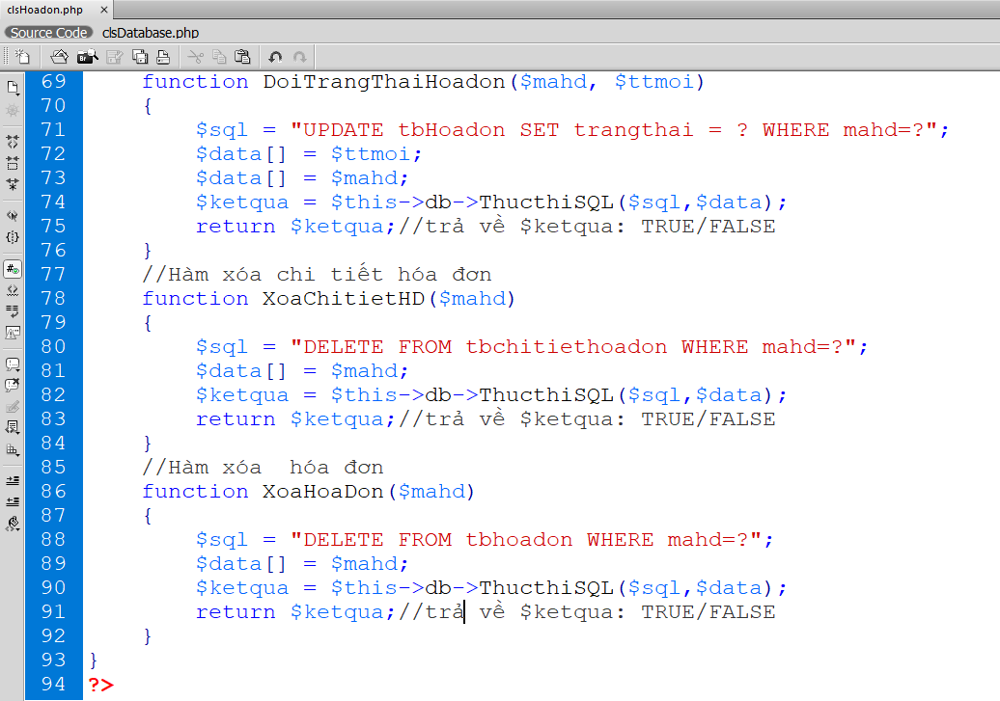 clsHoadon.php ×
Source Code clsDatabase.php
69 function DoiTrangThaiHoadon($mahd, $ttmoi)
70 {
71 $sql = "UPDATE tbHoadon SET trangthai = ? WHERE mahd=?";
72 $data[] = $ttmoi;
73 $data[] = $mahd;
74 $ketqua = $this->db->ThucthiSQL($sql,$data);
75 return $ketqua;//trả về $ketqua: TRUE/FALSE
76 }
77 //Hàm xóa chi tiết hóa đơn
78 function XoaChitietHD($mahd)
79 {
80 $sql = "DELETE FROM tbchitiethoadon WHERE mahd=?";
81 $data[] = $mahd;
82 $ketqua = $this->db->ThucthiSQL($sql,$data);
83 return $ketqua;//trả về $ketqua: TRUE/FALSE
84 }
85 //Hàm xóa  hóa đơn
86 function XoaHoaDon($mahd)
87 {
88 $sql = "DELETE FROM tbhoadon WHERE mahd=?";
89 $data[] = $mahd;
90 $ketqua = $this->db->ThucthiSQL($sql,$data);
91 return $ketqua;//trả về $ketqua: TRUE/FALSE
92 }
93 }
94 ?>